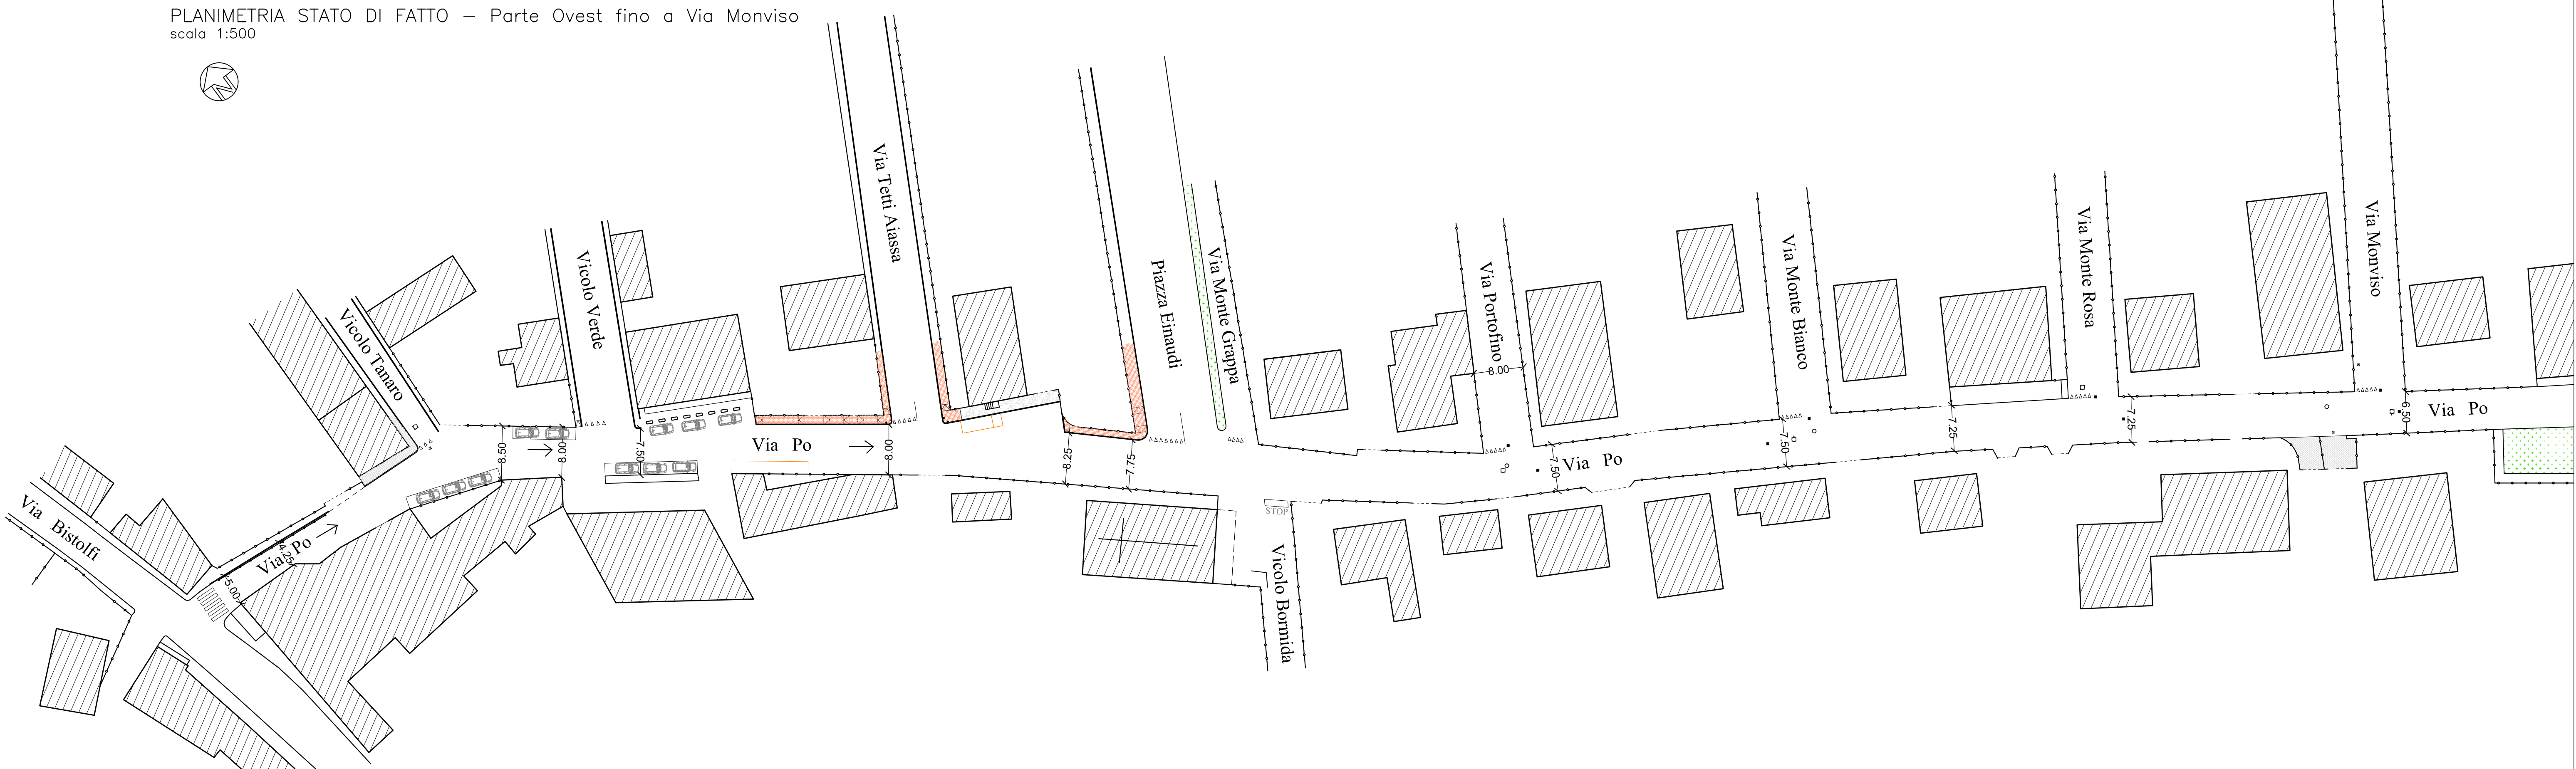 PLANIMETRIA STATO DI FATTO – Parte Ovest fino a Via Monviso
scala 1:500
N
Via Bistolfi
Via Po
5.00
4.25
Vicolo Tanaro
8.50
8.00
Vicolo Verde
7.50
Via Po
Via Tetti Aiassa
8.00
8.25
7.75
Piazza Einaudi
Via Monte Grappa
STOP
Vicolo Bormida
Via Portofino
8.00
7.50
Via Po
Via Monte Bianco
7.50
7.25
Via Monte Rosa
7.25
Via Monviso
6.50
Via Po